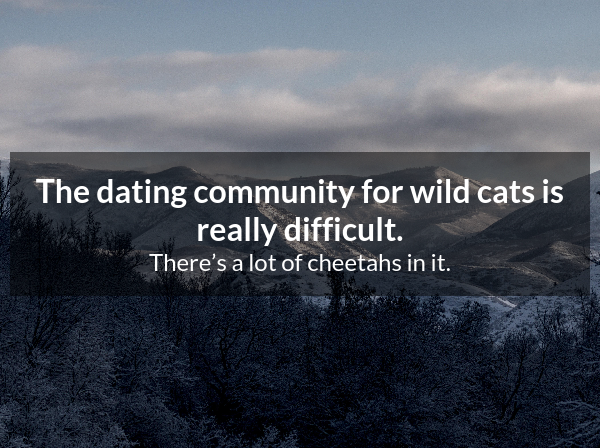 The dating community for wild cats is
really difficult.
There’s a lot of cheetahs in it.